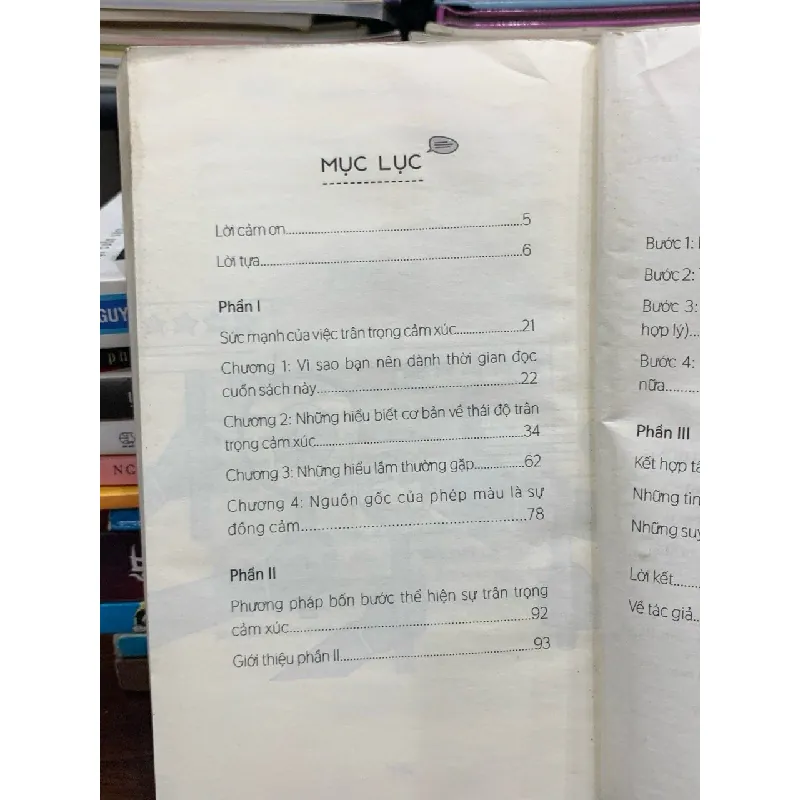 MỤC LỤC
Lời cảm ơn.....5
Lời tựa.....6
Phần I
Sức mạnh của việc trân trọng cảm xúc.....21
Chương 1: Vì sao bạn nên dành thời gian đọc
cuốn sách này.....22
Chương 2: Những hiểu biết cơ bản về thái độ trân
trọng cảm xúc.....34
Chương 3: Những hiểu lầm thường gặp.....62
Chương 4: Nguồn gốc của phép màu là sự
đồng cảm.....78
Phần II
Phương pháp bốn bước thể hiện sự trân trọng
cảm xúc.....92
Giới thiệu phần II.....93
Bước 1:
Bước 2:
Bước 3:
hợp lý)...
Bước 4:
nữa.....
Phần III
Kết hợp
Những
Những
Lời kết.....
Về tác giả..
GUY
NC